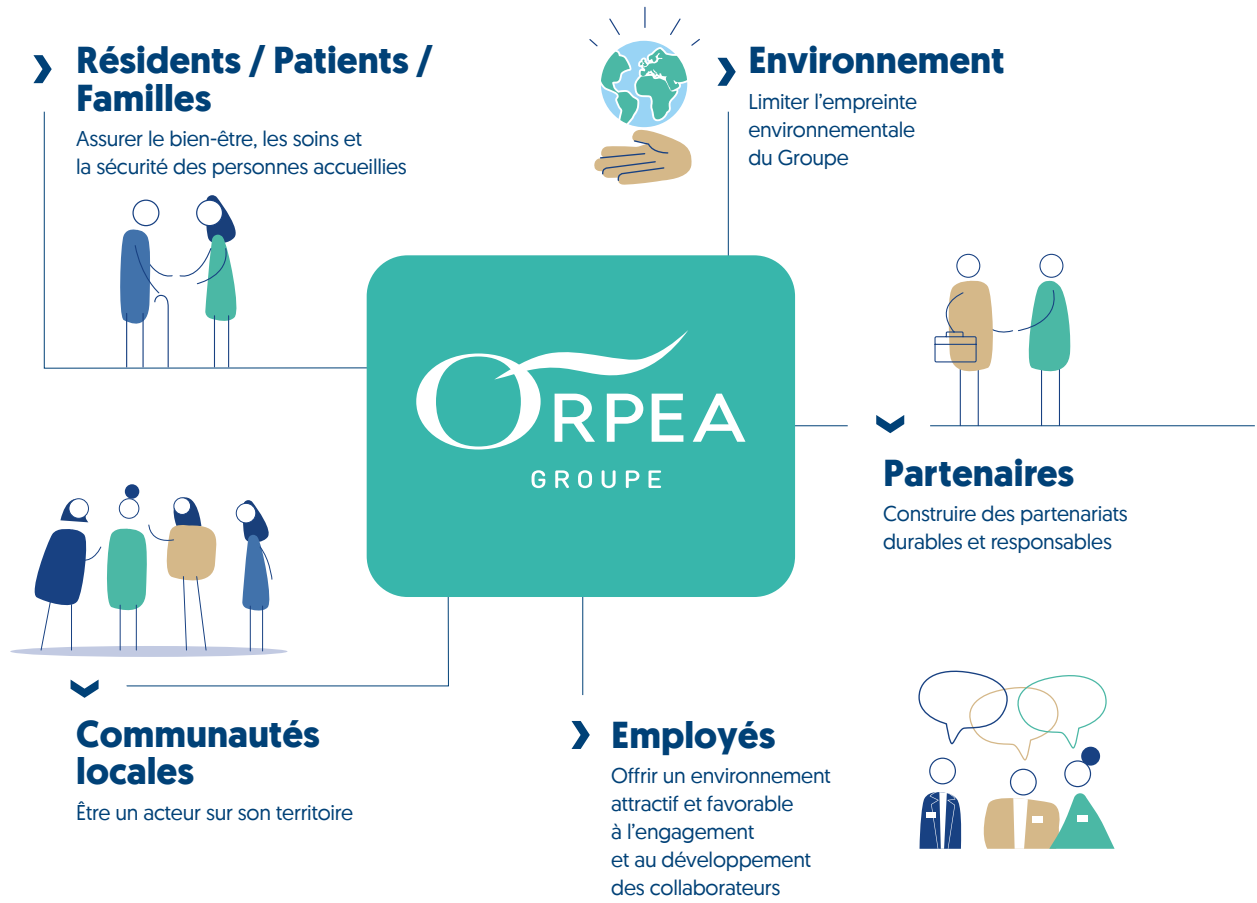 Résidents / Patients /
Familles
Assurer le bien-être, les soins et
la sécurité des personnes accueillies
Environnement
Limiter l'empreinte
environnementale
du Groupe
ORPEA
GROUPE
Partenaires
Construire des partenariats
durables et responsables
Communautés
locales
Être un acteur sur son territoire
Employés
Offrir un environnement
attractif et favorable
à l'engagement
et au développement
des collaborateurs